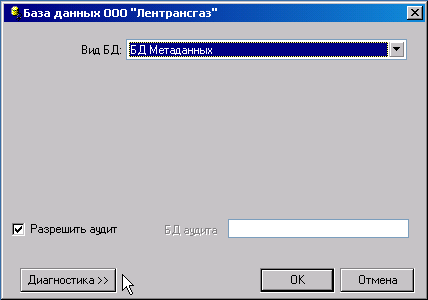 База данных ООО "Лентрансгаз"
Вид БД: БД Метаданных
Разрешить аудит БД аудита
Диагностика >> OK Отмена